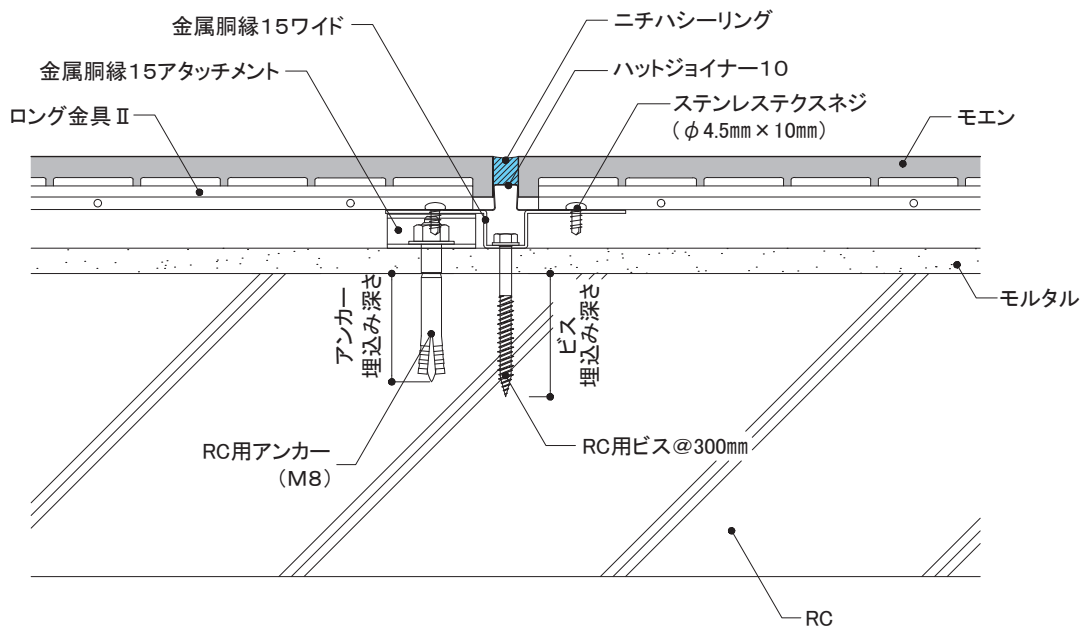 金属胴縁15ワイド
ニチハシーリング
金属胴縁15アタッチメント
ハットジョイナー10
ロング金具Ⅱ
ステンレステクスネジ
（φ4.5mm×10mm）
モエン
モルタル
アンカー
埋込み深さ
ビス
埋込み深さ
RC用アンカー
（M8）
RC用ビス@300mm
RC